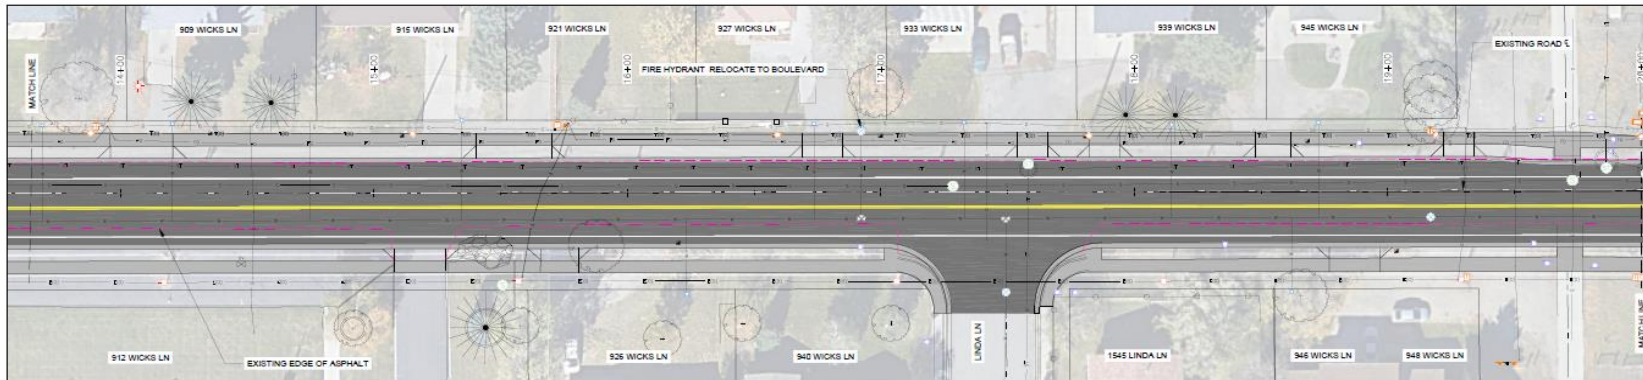 909 WICKS LN
915 WICKS LN
921 WICKS LN
927 WICKS LN
933 WICKS LN
939 WICKS LN
945 WICKS LN
EXISTING ROAD ℄
MATCH LINE
14+00
15+00
16+00
FIRE HYDRANT RELOCATE TO BOULEVARD
17+00
18+00
19+00
20+00
912 WICKS LN
EXISTING EDGE OF ASPHALT
926 WICKS LN
940 WICKS LN
LINDA LN
1545 LINDA LN
946 WICKS LN
948 WICKS LN
MATCH LINE